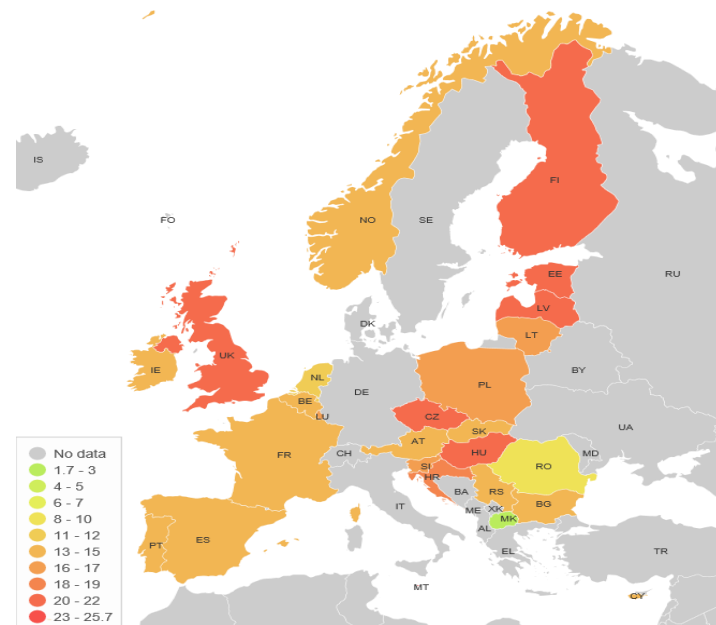 IS
FO
NO
SE
FI
RU
EE
LV
LT
DK
UK
IE
NL
BE
LU
DE
PL
BY
UA
CZ
SK
AT
HU
MD
FR
CH
SI
HR
RO
BA
RS
ME
XK
BG
IT
AL
MK
EL
TR
PT
ES
MT
CY
No data
1.7 - 3
4 - 5
6 - 7
8 - 10
11 - 12
13 - 15
16 - 17
18 - 19
20 - 22
23 - 25.7